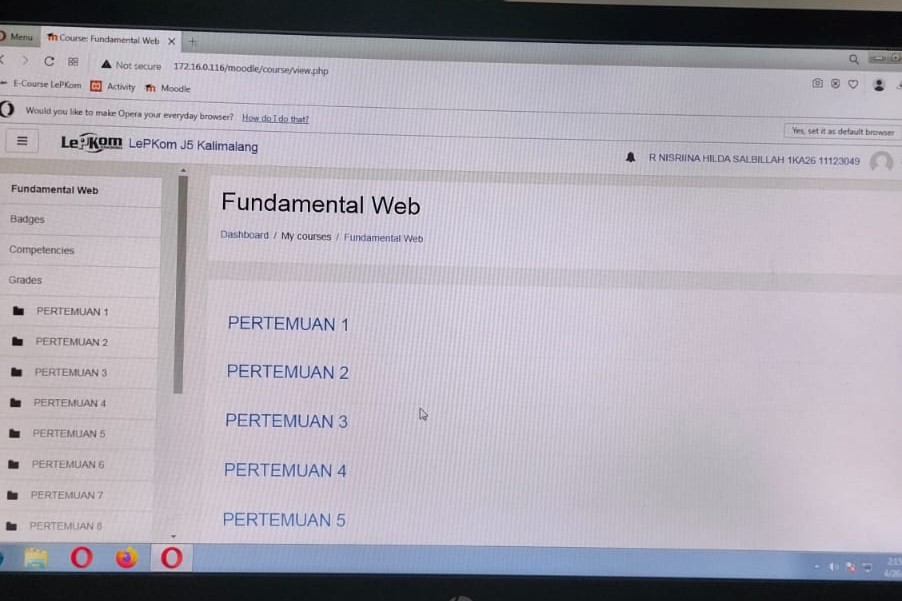 Menu
Course: Fundamental Web
Not secure 172.16.0.116/moodle/course/view.php
E-Course LePKom Activity Moodle
Would you like to make Opera your everyday browser? How do I do that?
Yes, set it as default browser
LePKom LePKom J5 Kalimalang
R NISRIINA HILDA SALBILLAH 1KA26 11123049
Fundamental Web
Badges
Competencies
Grades
PERTEMUAN 1
PERTEMUAN 2
PERTEMUAN 3
PERTEMUAN 4
PERTEMUAN 5
PERTEMUAN 6
PERTEMUAN 7
PERTEMUAN 8
Fundamental Web
Dashboard / My courses / Fundamental Web
PERTEMUAN 1
PERTEMUAN 2
PERTEMUAN 3
PERTEMUAN 4
PERTEMUAN 5